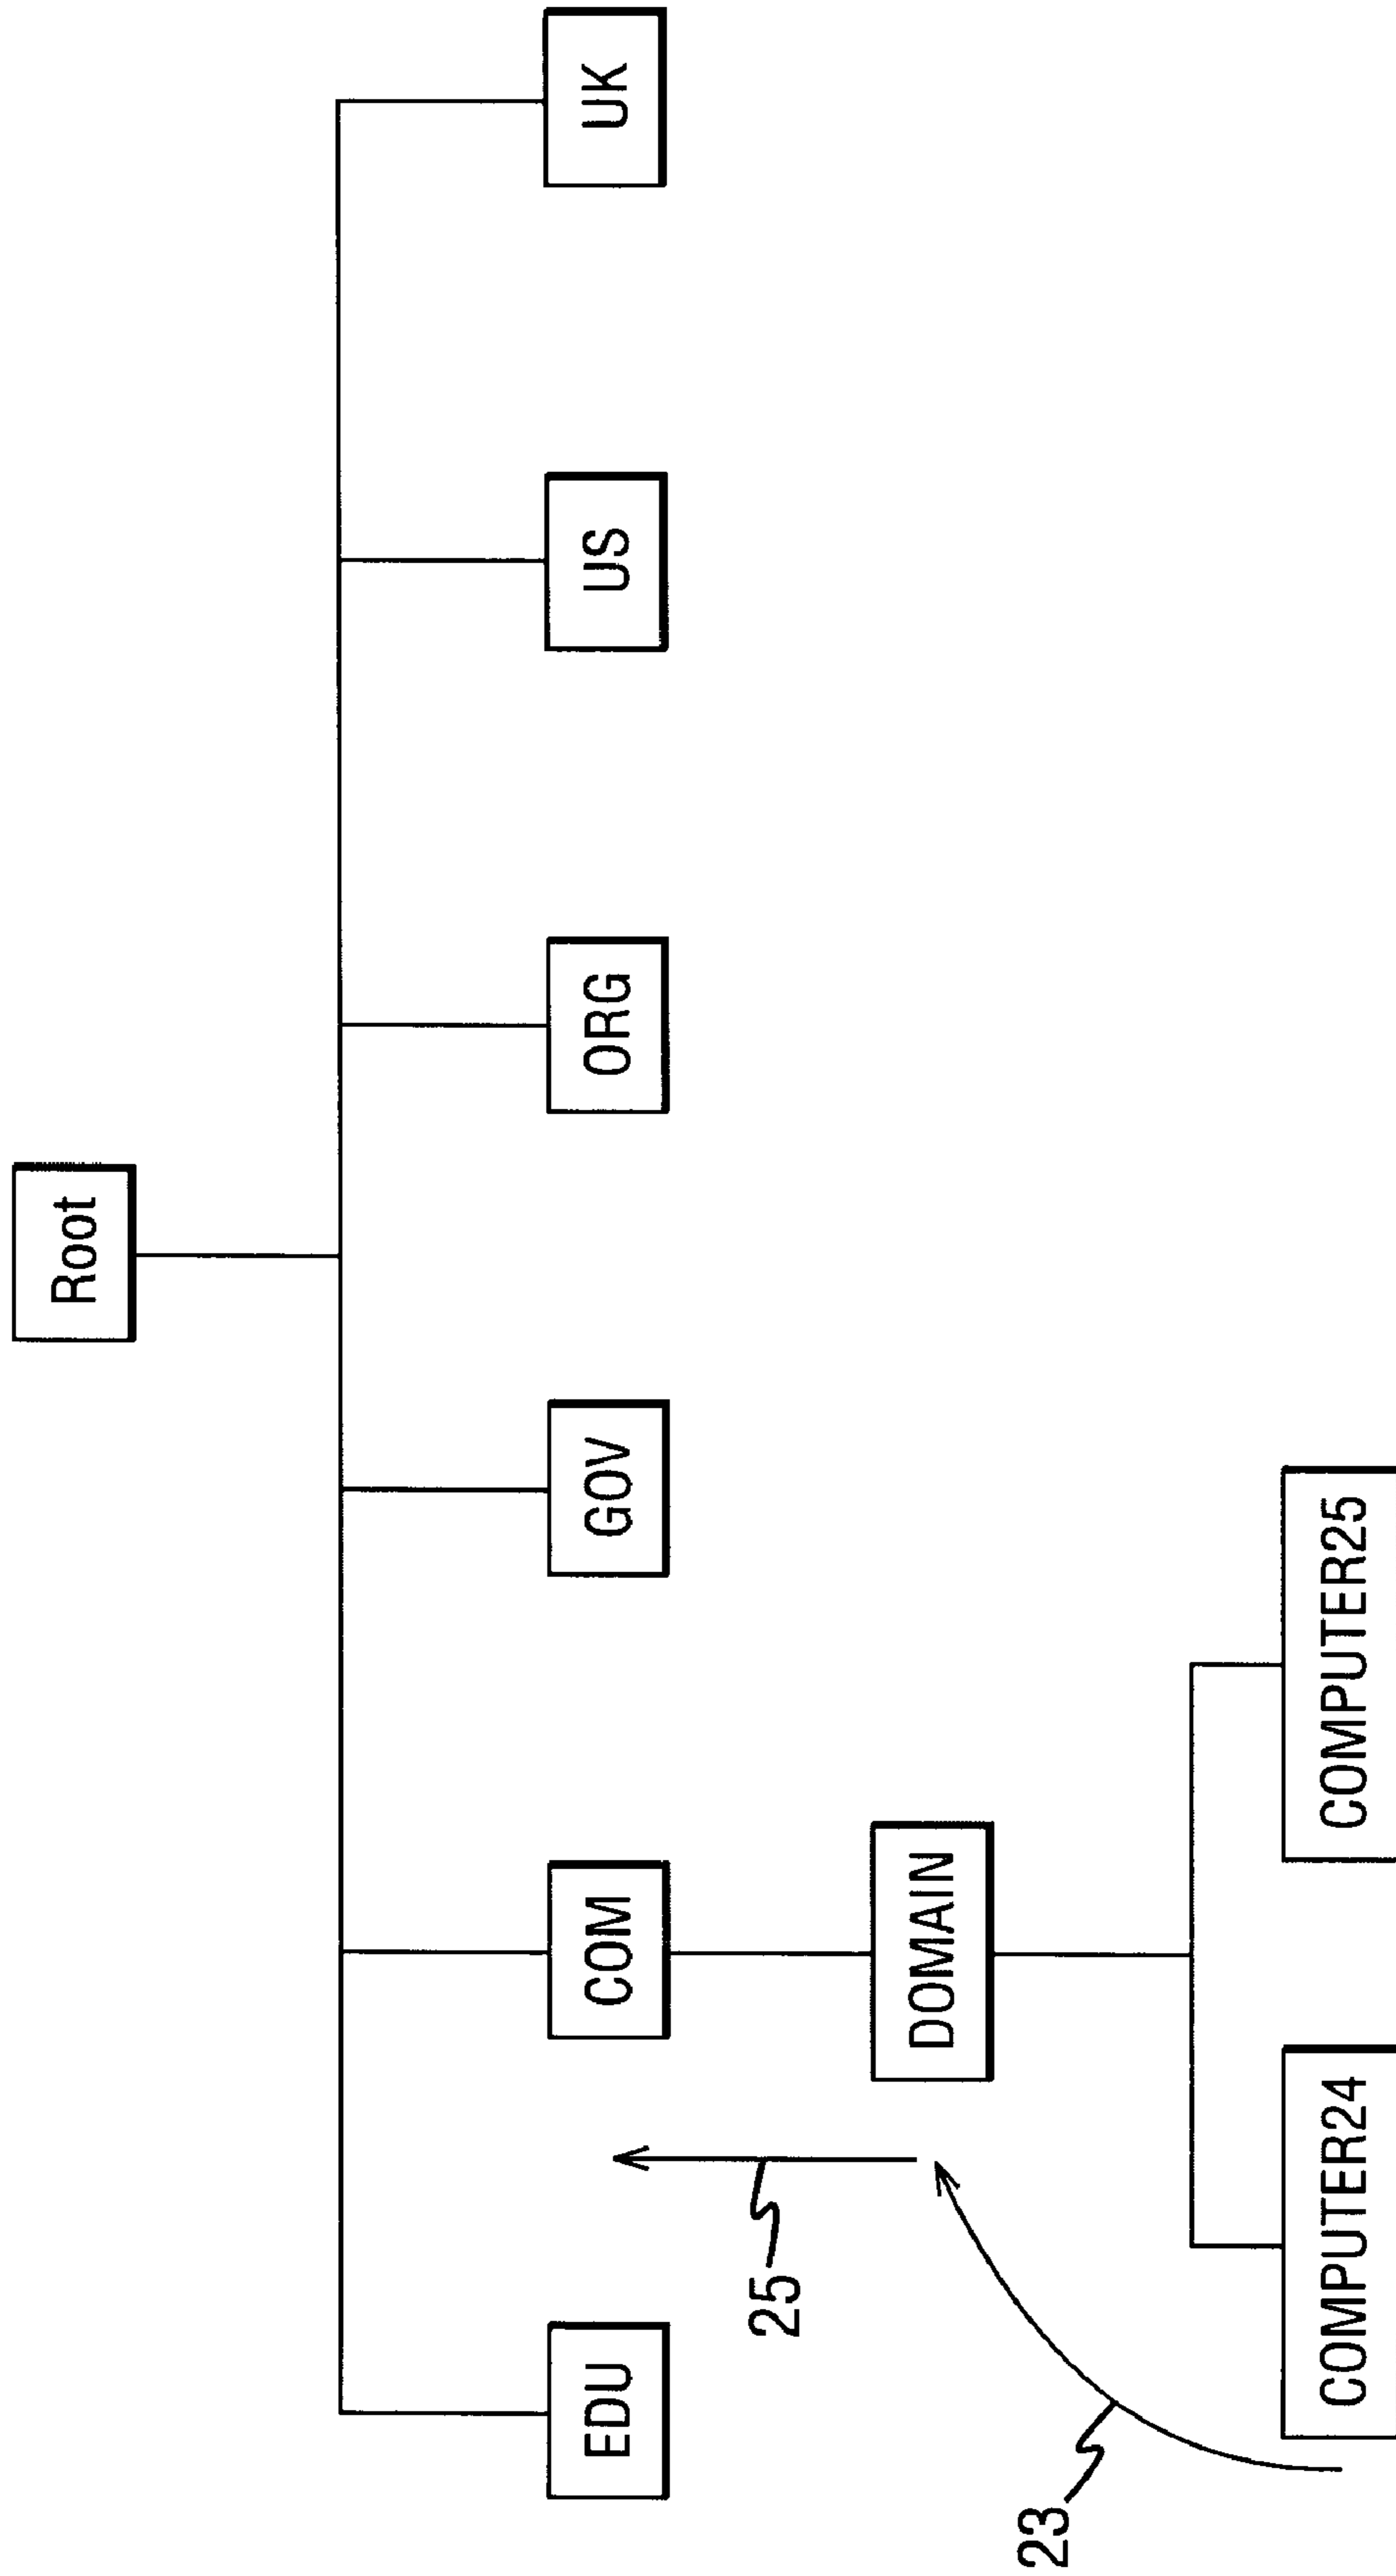 Root
EDU
COM
GOV
ORG
US
UK
25
DOMAIN
23
COMPUTER24
COMPUTER25